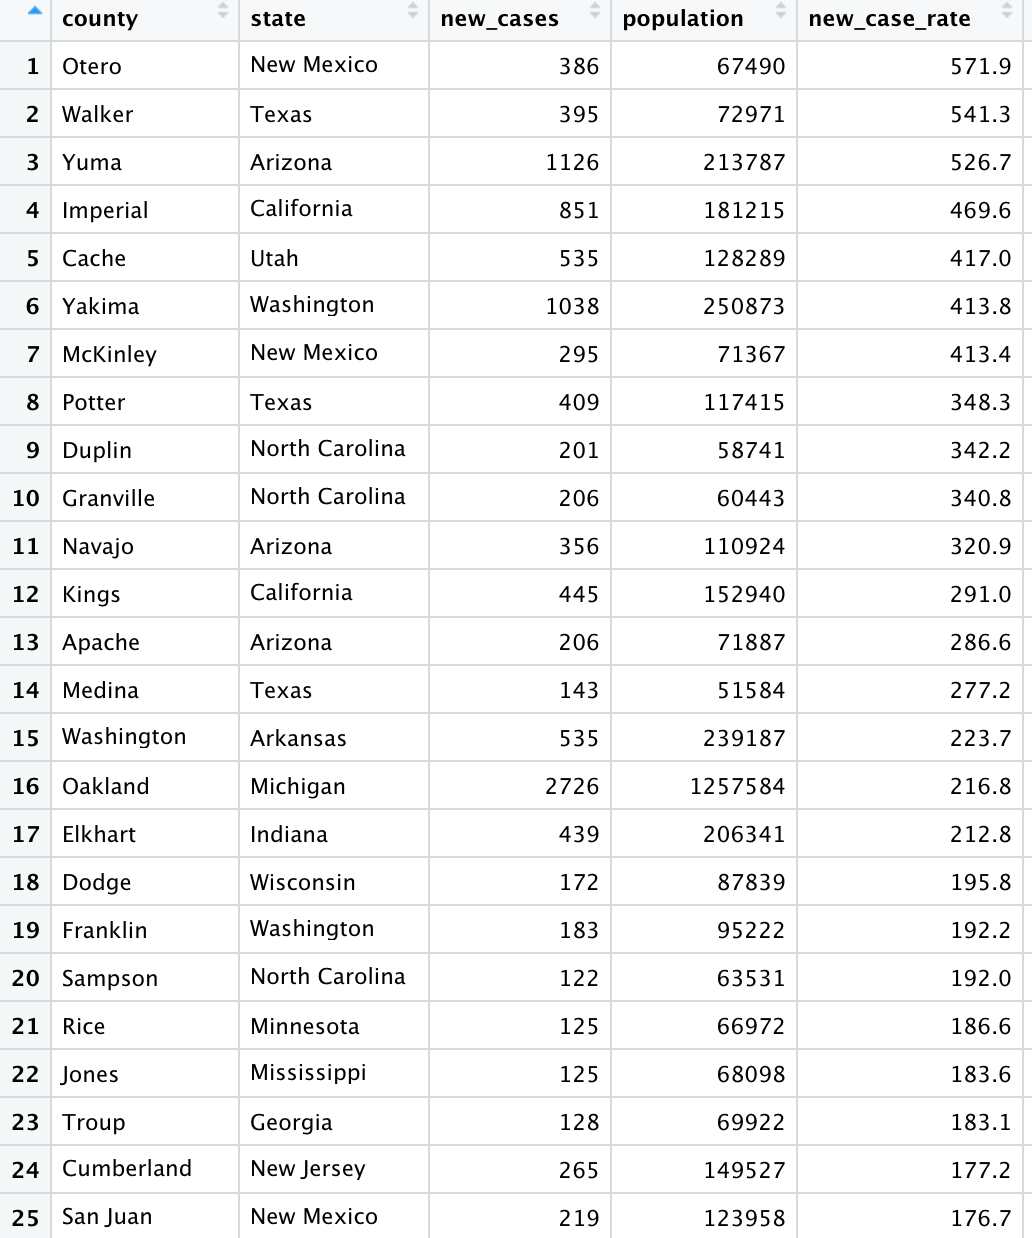 county state new_cases population new_case_rate
1 Otero New Mexico 386 67490 571.9
2 Walker Texas 395 72971 541.3
3 Yuma Arizona 1126 213787 526.7
4 Imperial California 851 181215 469.6
5 Cache Utah 535 128289 417.0
6 Yakima Washington 1038 250873 413.8
7 McKinley New Mexico 295 71367 413.4
8 Potter Texas 409 117415 348.3
9 Duplin North Carolina 201 58741 342.2
10 Granville North Carolina 206 60443 340.8
11 Navajo Arizona 356 110924 320.9
12 Kings California 445 152940 291.0
13 Apache Arizona 206 71887 286.6
14 Medina Texas 143 51584 277.2
15 Washington Arkansas 535 239187 223.7
16 Oakland Michigan 2726 1257584 216.8
17 Elkhart Indiana 439 206341 212.8
18 Dodge Wisconsin 172 87839 195.8
19 Franklin Washington 183 95222 192.2
20 Sampson North Carolina 122 63531 192.0
21 Rice Minnesota 125 66972 186.6
22 Jones Mississippi 125 68098 183.6
23 Troup Georgia 128 69922 183.1
24 Cumberland New Jersey 265 149527 177.2
25 San Juan New Mexico 219 123958 176.7